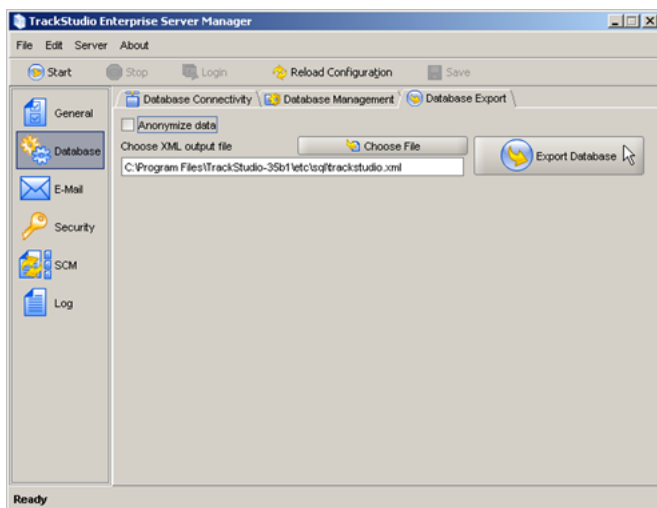 TrackStudio Enterprise Server Manager
File Edit Server About
Start Stop Login Reload Configuration Save
Database Connectivity Database Management Database Export
General
Database
E-Mail
Security
SCM
Log
Anonymize data
Choose XML output file Choose File
C:\Program Files\TrackStudio-35b1\etc\sql\trackstudio.xml
Export Database
Ready